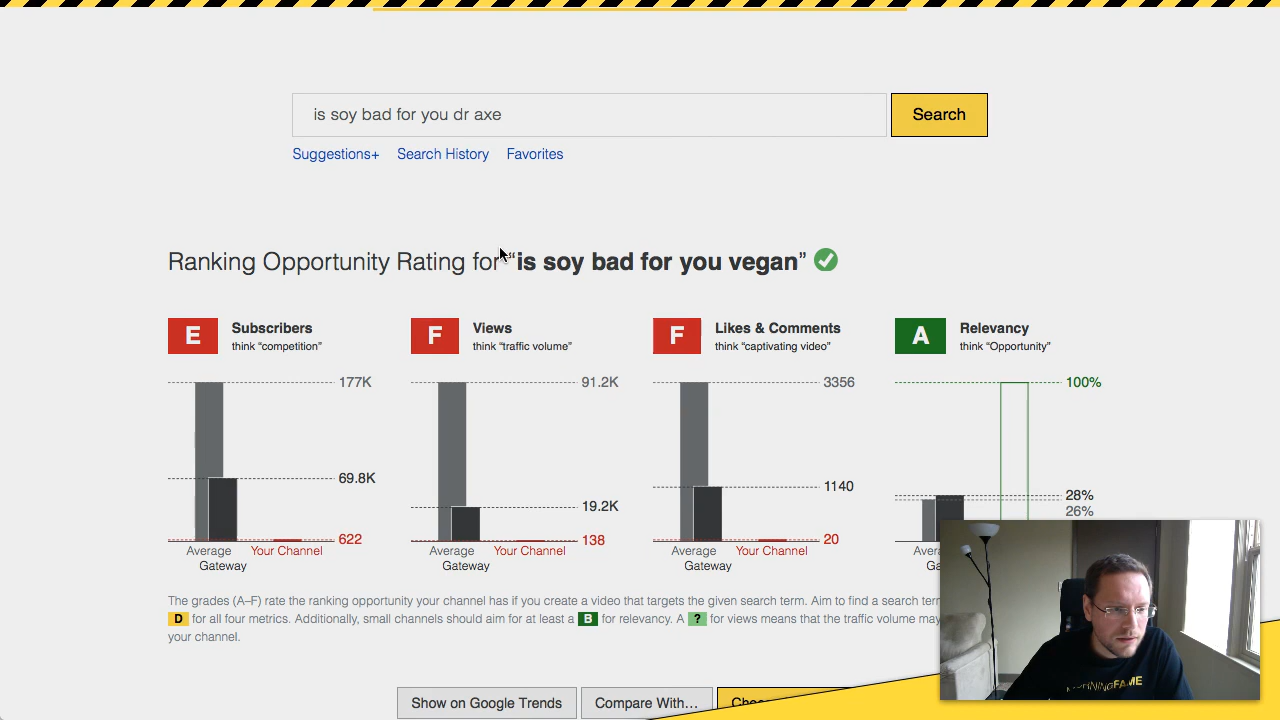 is soy bad for you dr axe
Search
Suggestions+ Search History Favorites
Ranking Opportunity Rating for “is soy bad for you vegan”
E Subscribers
think “competition”
177K
69.8K
622
Average Your Channel
Gateway
F Views
think “traffic volume”
91.2K
19.2K
138
Average Your Channel
Gateway
F Likes & Comments
think “captivating video”
3356
1140
20
Average Your Channel
Gateway
A Relevancy
think “Opportunity”
100%
28%
26%
The grades (A–F) rate the ranking opportunity your channel has if you create a video that targets the given search term. Aim to find a search
D for all four metrics. Additionally, small channels should aim for at least a B for relevancy. A ? for views means that the traffic volume may
your channel.
Show on Google Trends Compare With…